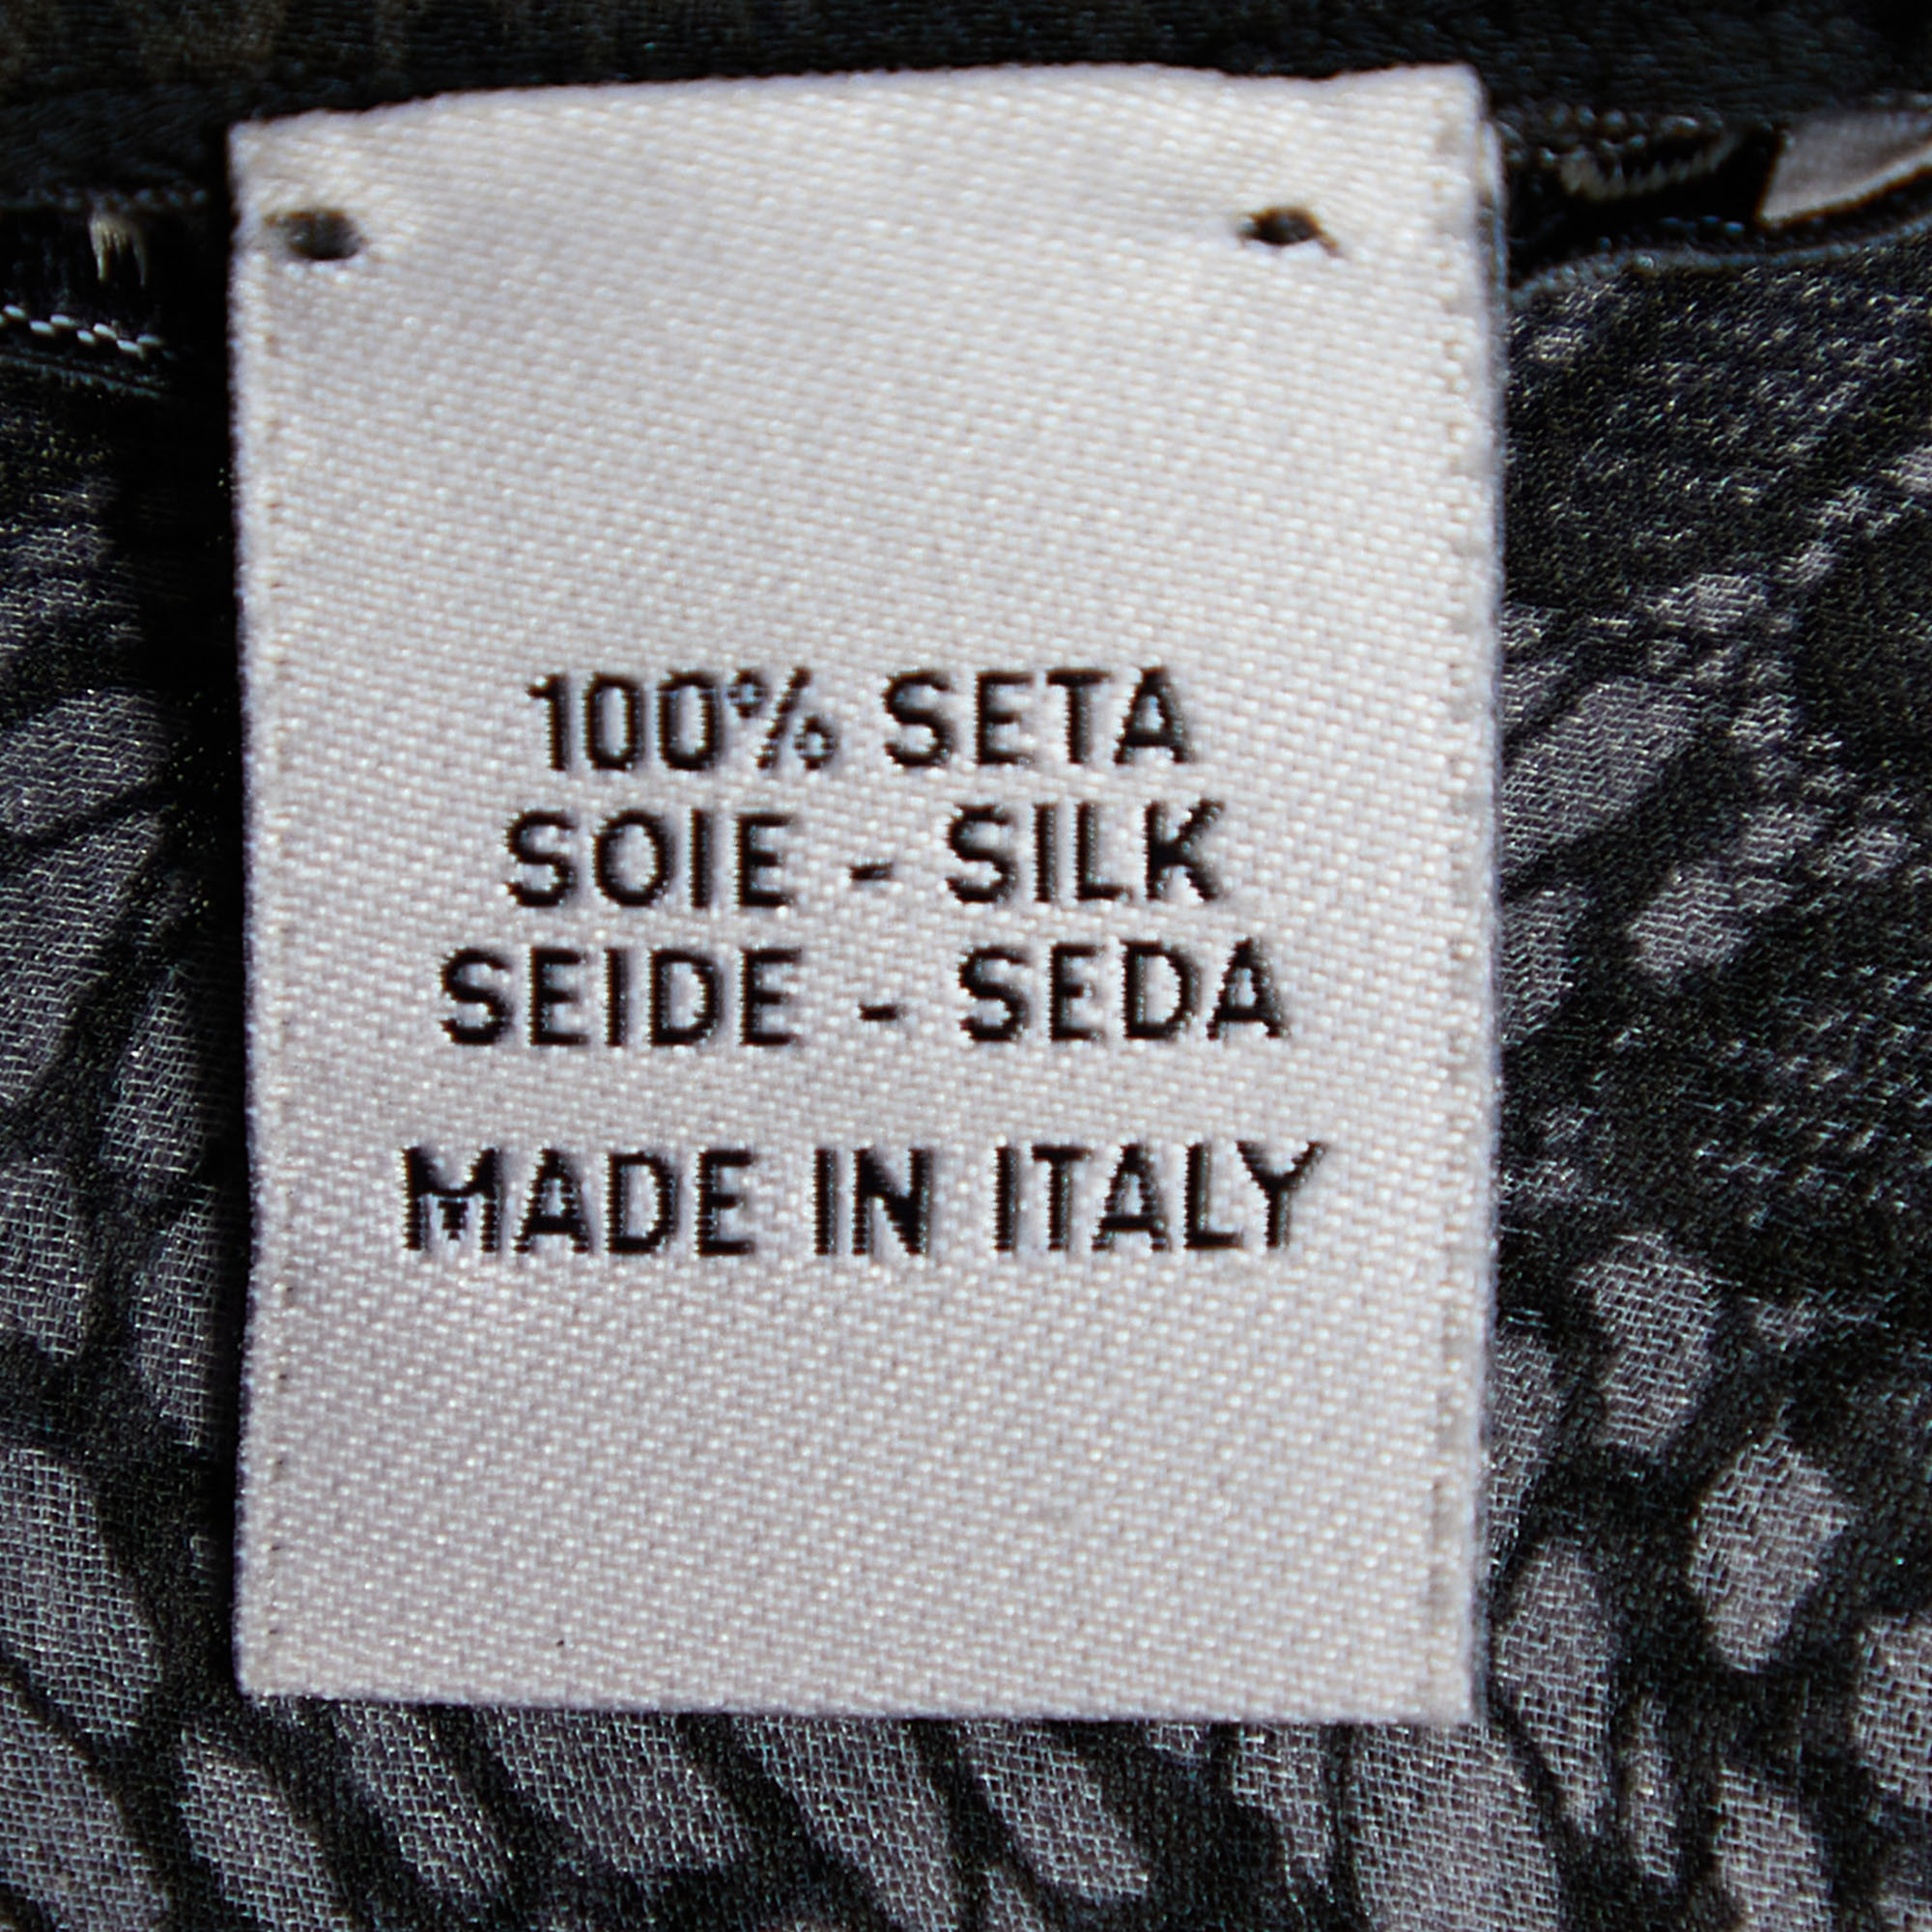 100% SETA
SOIE - SILK
SEIDE - SEDA
MADE IN ITALY